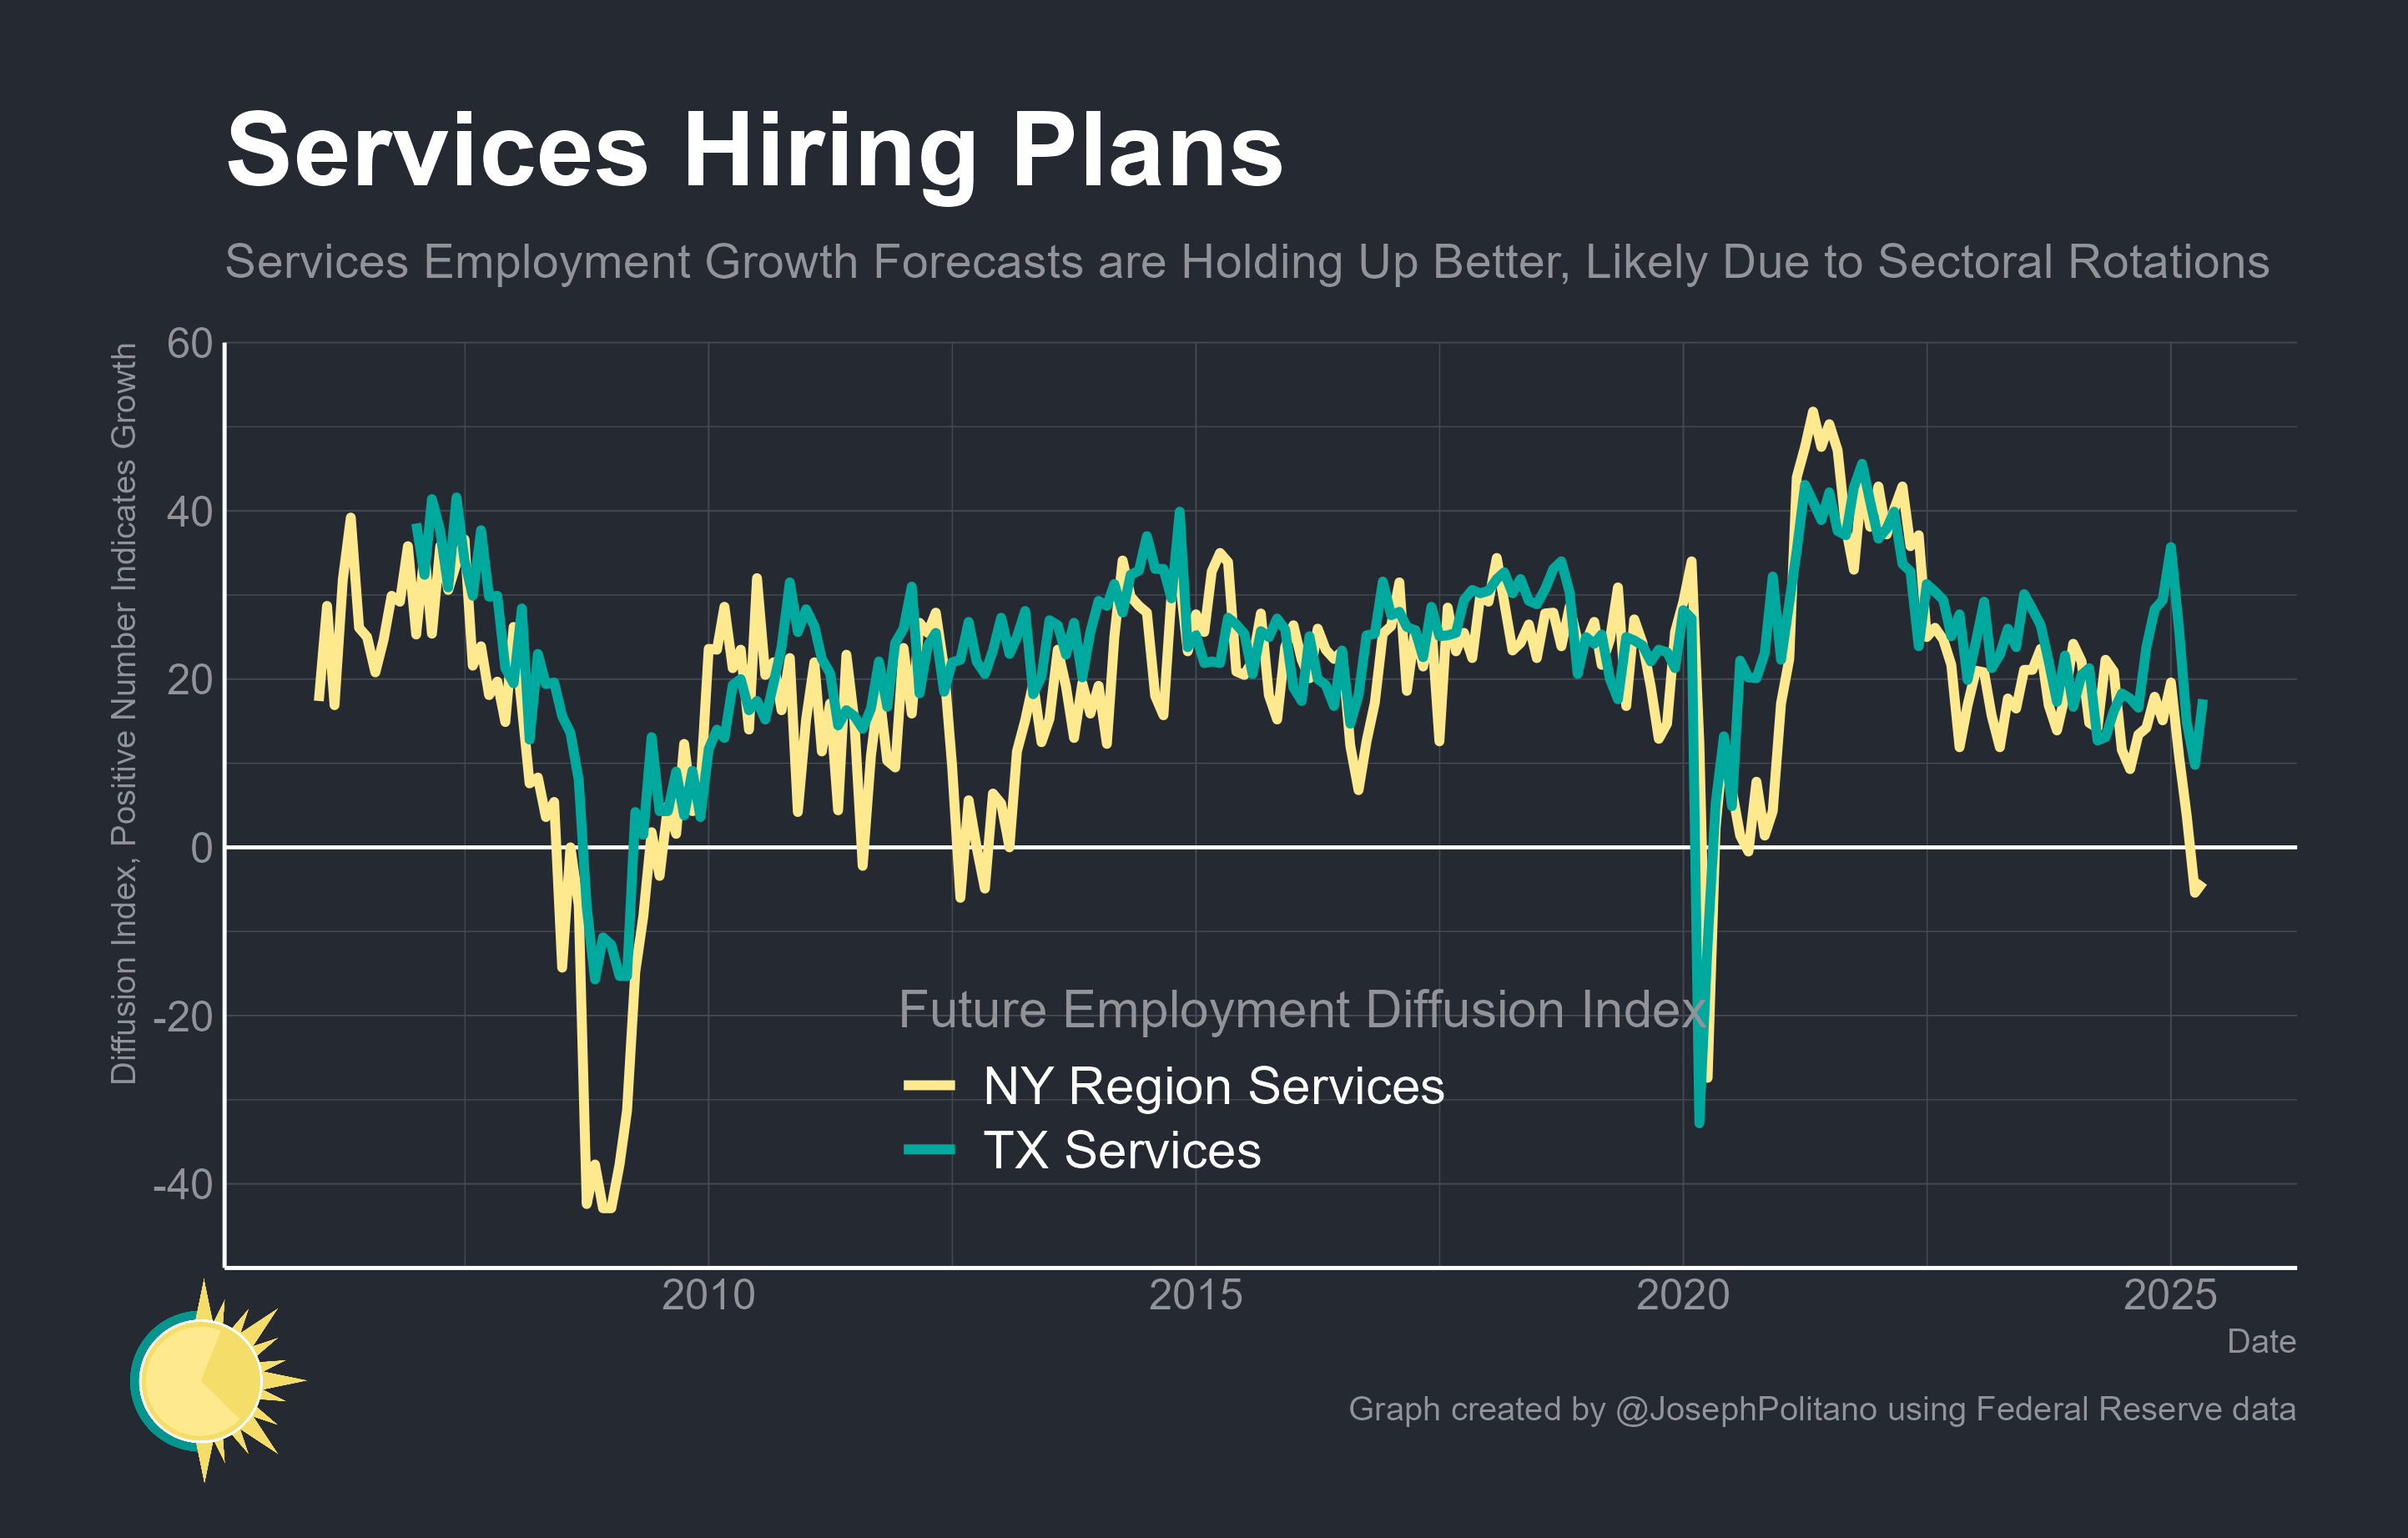 Services Hiring Plans
Services Employment Growth Forecasts are Holding Up Better, Likely Due to Sectoral Rotations
Diffusion Index, Positive Number Indicates Growth
60
40
20
0
-20
-40
Future Employment Diffusion Index
NY Region Services
TX Services
2010
2015
2020
2025
Date
Graph created by @JosephPolitano using Federal Reserve data